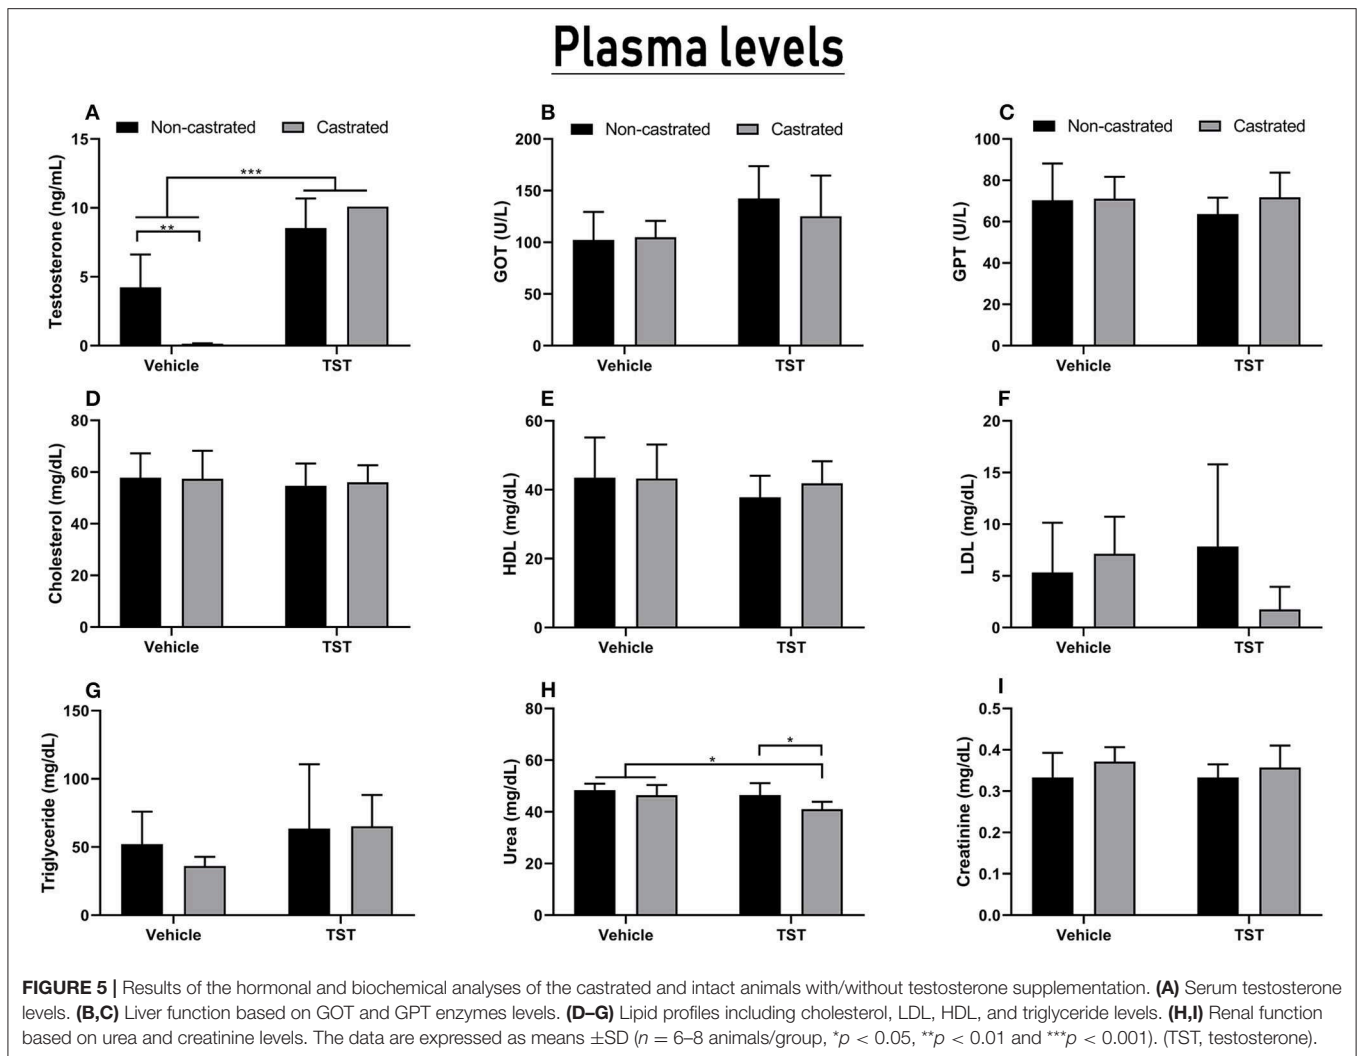 Plasma levels
A
Non-castrated
Castrated
Testosterone (ng/mL)
15
10
5
0
***
**
Vehicle
TST
B
Non-castrated
Castrated
GOT (U/L)
200
150
100
50
0
Vehicle
TST
C
Non-castrated
Castrated
GPT (U/L)
100
80
60
40
20
0
Vehicle
TST
D
Cholesterol (mg/dL)
80
60
40
20
0
Vehicle
TST
E
HDL (mg/dL)
60
40
20
0
Vehicle
TST
F
LDL (mg/dL)
20
15
10
5
0
Vehicle
TST
G
Triglyceride (mg/dL)
150
100
50
0
Vehicle
TST
H
Urea (mg/dL)
80
60
40
20
0
*
*
Vehicle
TST
I
Creatinine (mg/dL)
0.5
0.4
0.3
0.2
0.1
0.0
Vehicle
TST
FIGURE 5 | Results of the hormonal and biochemical analyses of the castrated and intact animals with/without testosterone supplementation. (A) Serum testosterone
levels. (B,C) Liver function based on GOT and GPT enzymes levels. (D–G) Lipid profiles including cholesterol, LDL, HDL, and triglyceride levels. (H,I) Renal function
based on urea and creatinine levels. The data are expressed as means ±SD (n = 6–8 animals/group, *p < 0.05, **p < 0.01 and ***p < 0.001). (TST, testosterone).